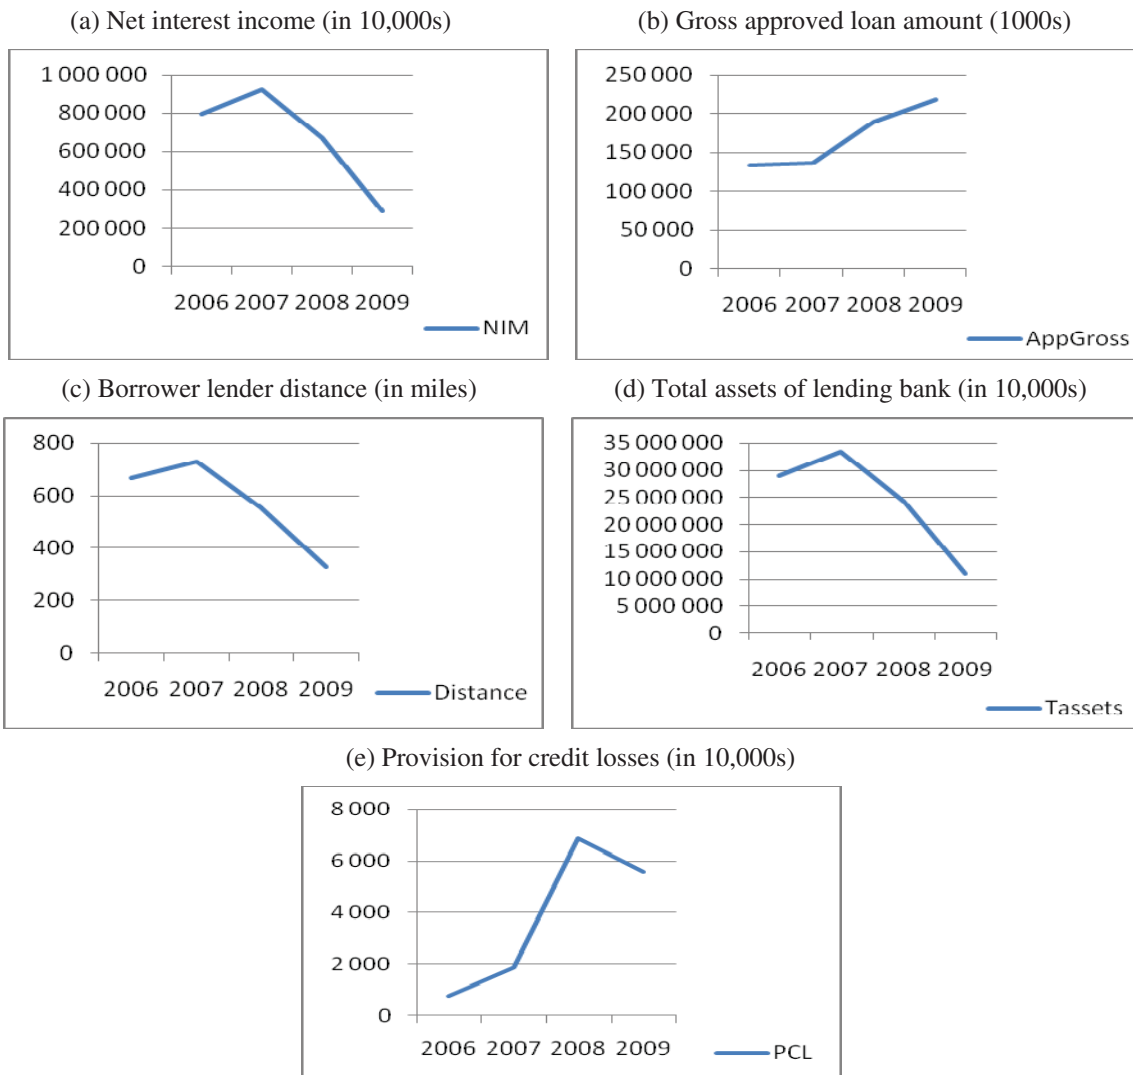 (a) Net interest income (in 10,000s)
1 000 000
800 000
600 000
400 000
200 000
0
2006 2007 2008 2009
NIM
(b) Gross approved loan amount (1000s)
250 000
200 000
150 000
100 000
50 000
0
2006 2007 2008 2009
AppGross
(c) Borrower lender distance (in miles)
800
600
400
200
0
2006 2007 2008 2009
Distance
(d) Total assets of lending bank (in 10,000s)
35 000 000
30 000 000
25 000 000
20 000 000
15 000 000
10 000 000
5 000 000
0
2006 2007 2008 2009
Tassets
(e) Provision for credit losses (in 10,000s)
8 000
6 000
4 000
2 000
0
2006 2007 2008 2009
PCL